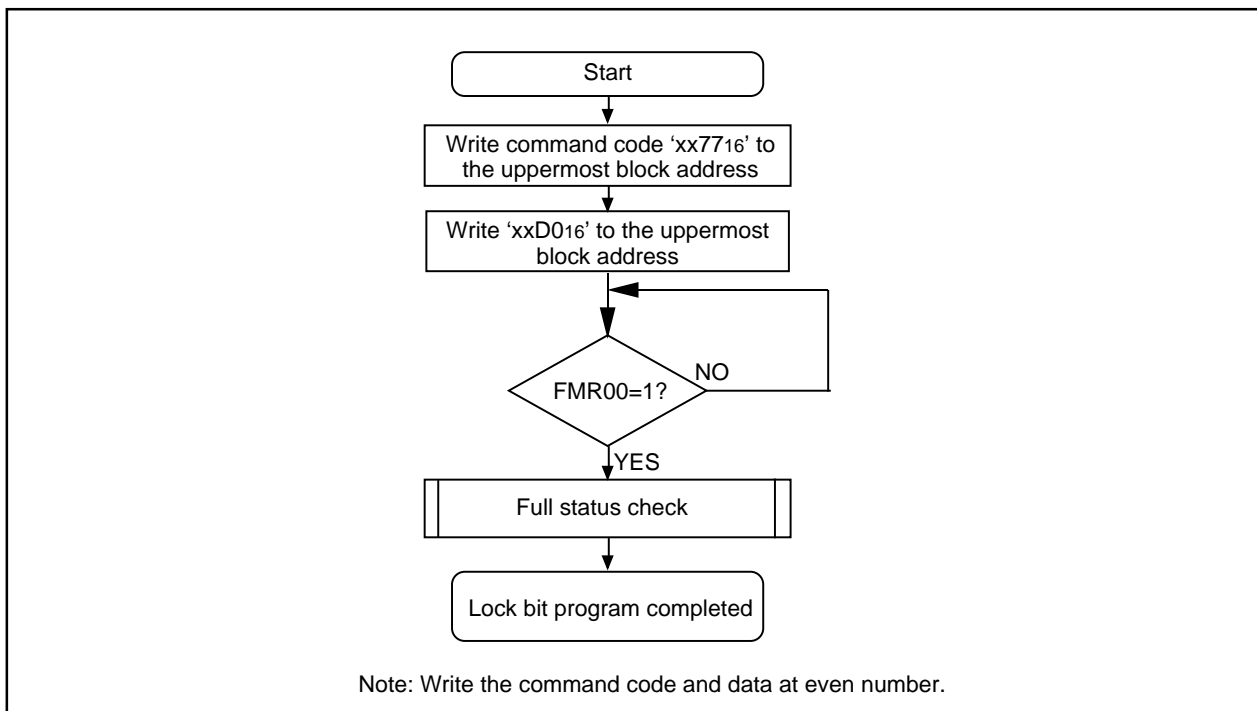 Start
Write command code ‘xx7716’ to
the uppermost block address
Write ‘xxD016’ to the uppermost
block address
FMR00=1?
NO
YES
Full status check
Lock bit program completed
Note: Write the command code and data at even number.